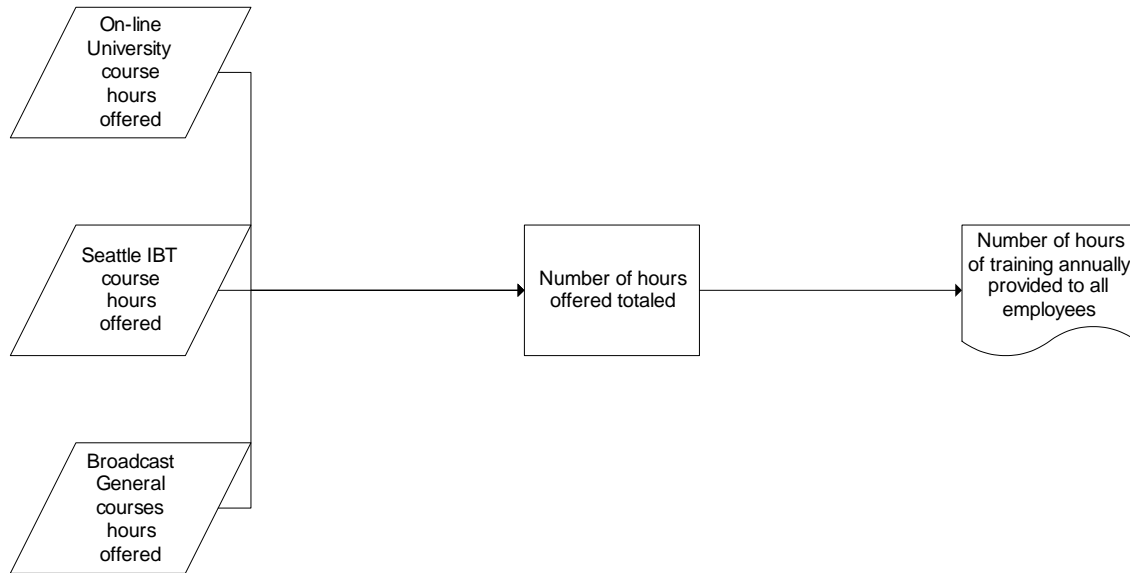 On-line
University
course
hours
offered
Seattle IBT
course
hours
offered
Number of hours
offered totaled
Number of hours
of training annually
provided to all
employees
Broadcast
General
courses
hours
offered